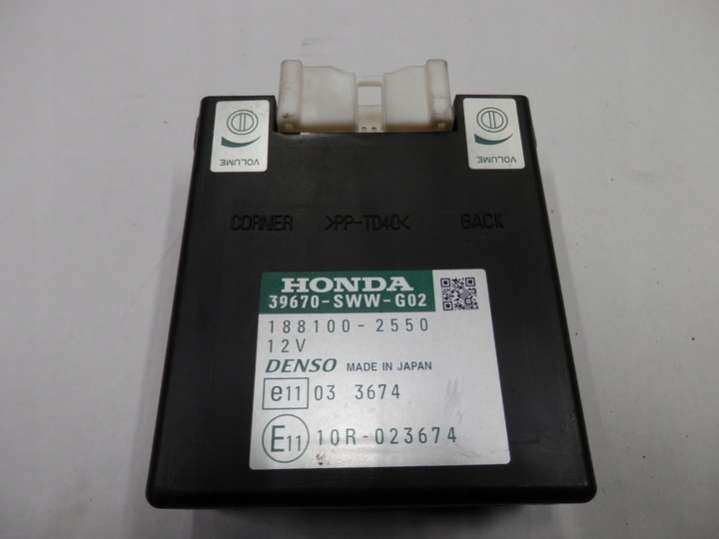 VOLUME
VOLUME
CORNER >PP-TD40< BACK
HONDA
39670-SWW-G02
188100-2550
12V
DENSO MADE IN JAPAN
e11 03 3674
E11 10R-023674